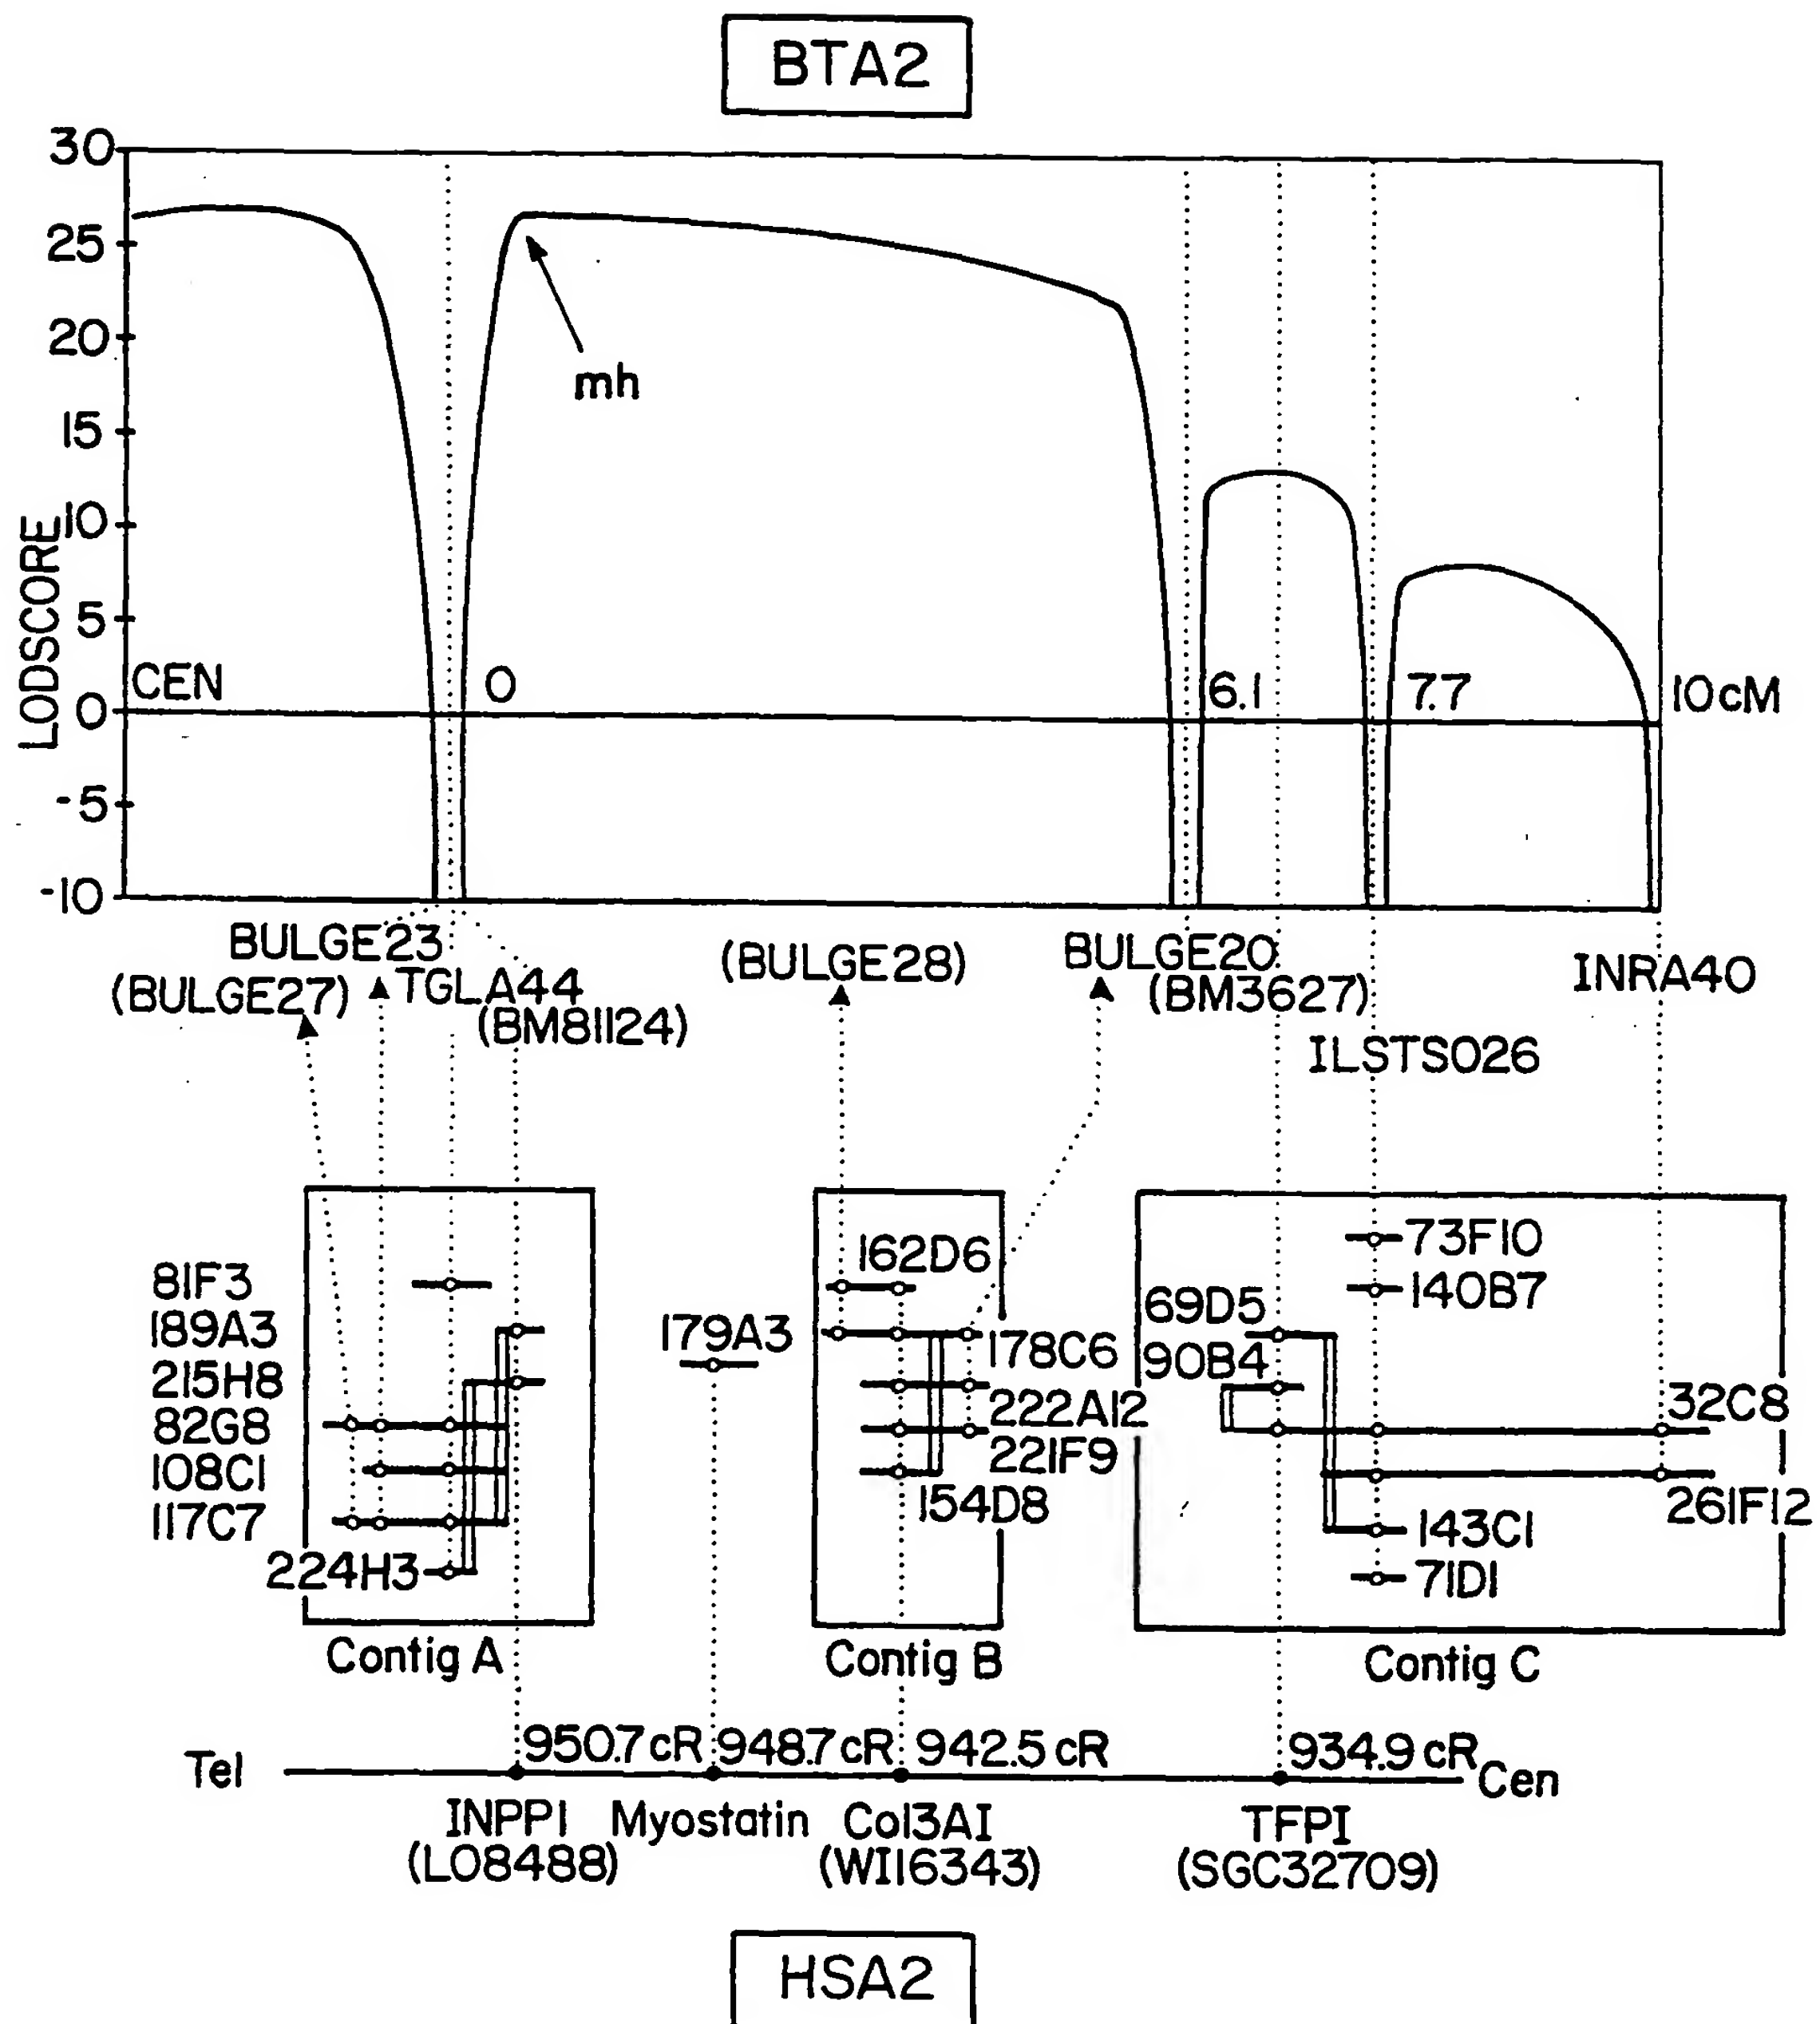 BTA2
30
25
20
15
10
5
0
-5
-10
LODSCORE
mh
CEN
0
6.1
7.7
10cM
BULGE23
(BULGE27)
TGLA44
(BM81124)
(BULGE28)
BULGE20
(BM3627)
ILSTS026
INRA40
81F3
189A3
215H8
82G8
108C1
117C7
224H3
Contig A
179A3
162D6
178C6
222A12
221F9
154D8
Contig B
73F10
140B7
69D5
90B4
32C8
261F12
143C1
71D1
Contig C
Tel
950.7 cR
948.7 cR
942.5 cR
934.9 cR
Cen
INPP1
(L08488)
Myostatin
Col3AI
(WI16343)
TFPI
(SGC32709)
HSA2